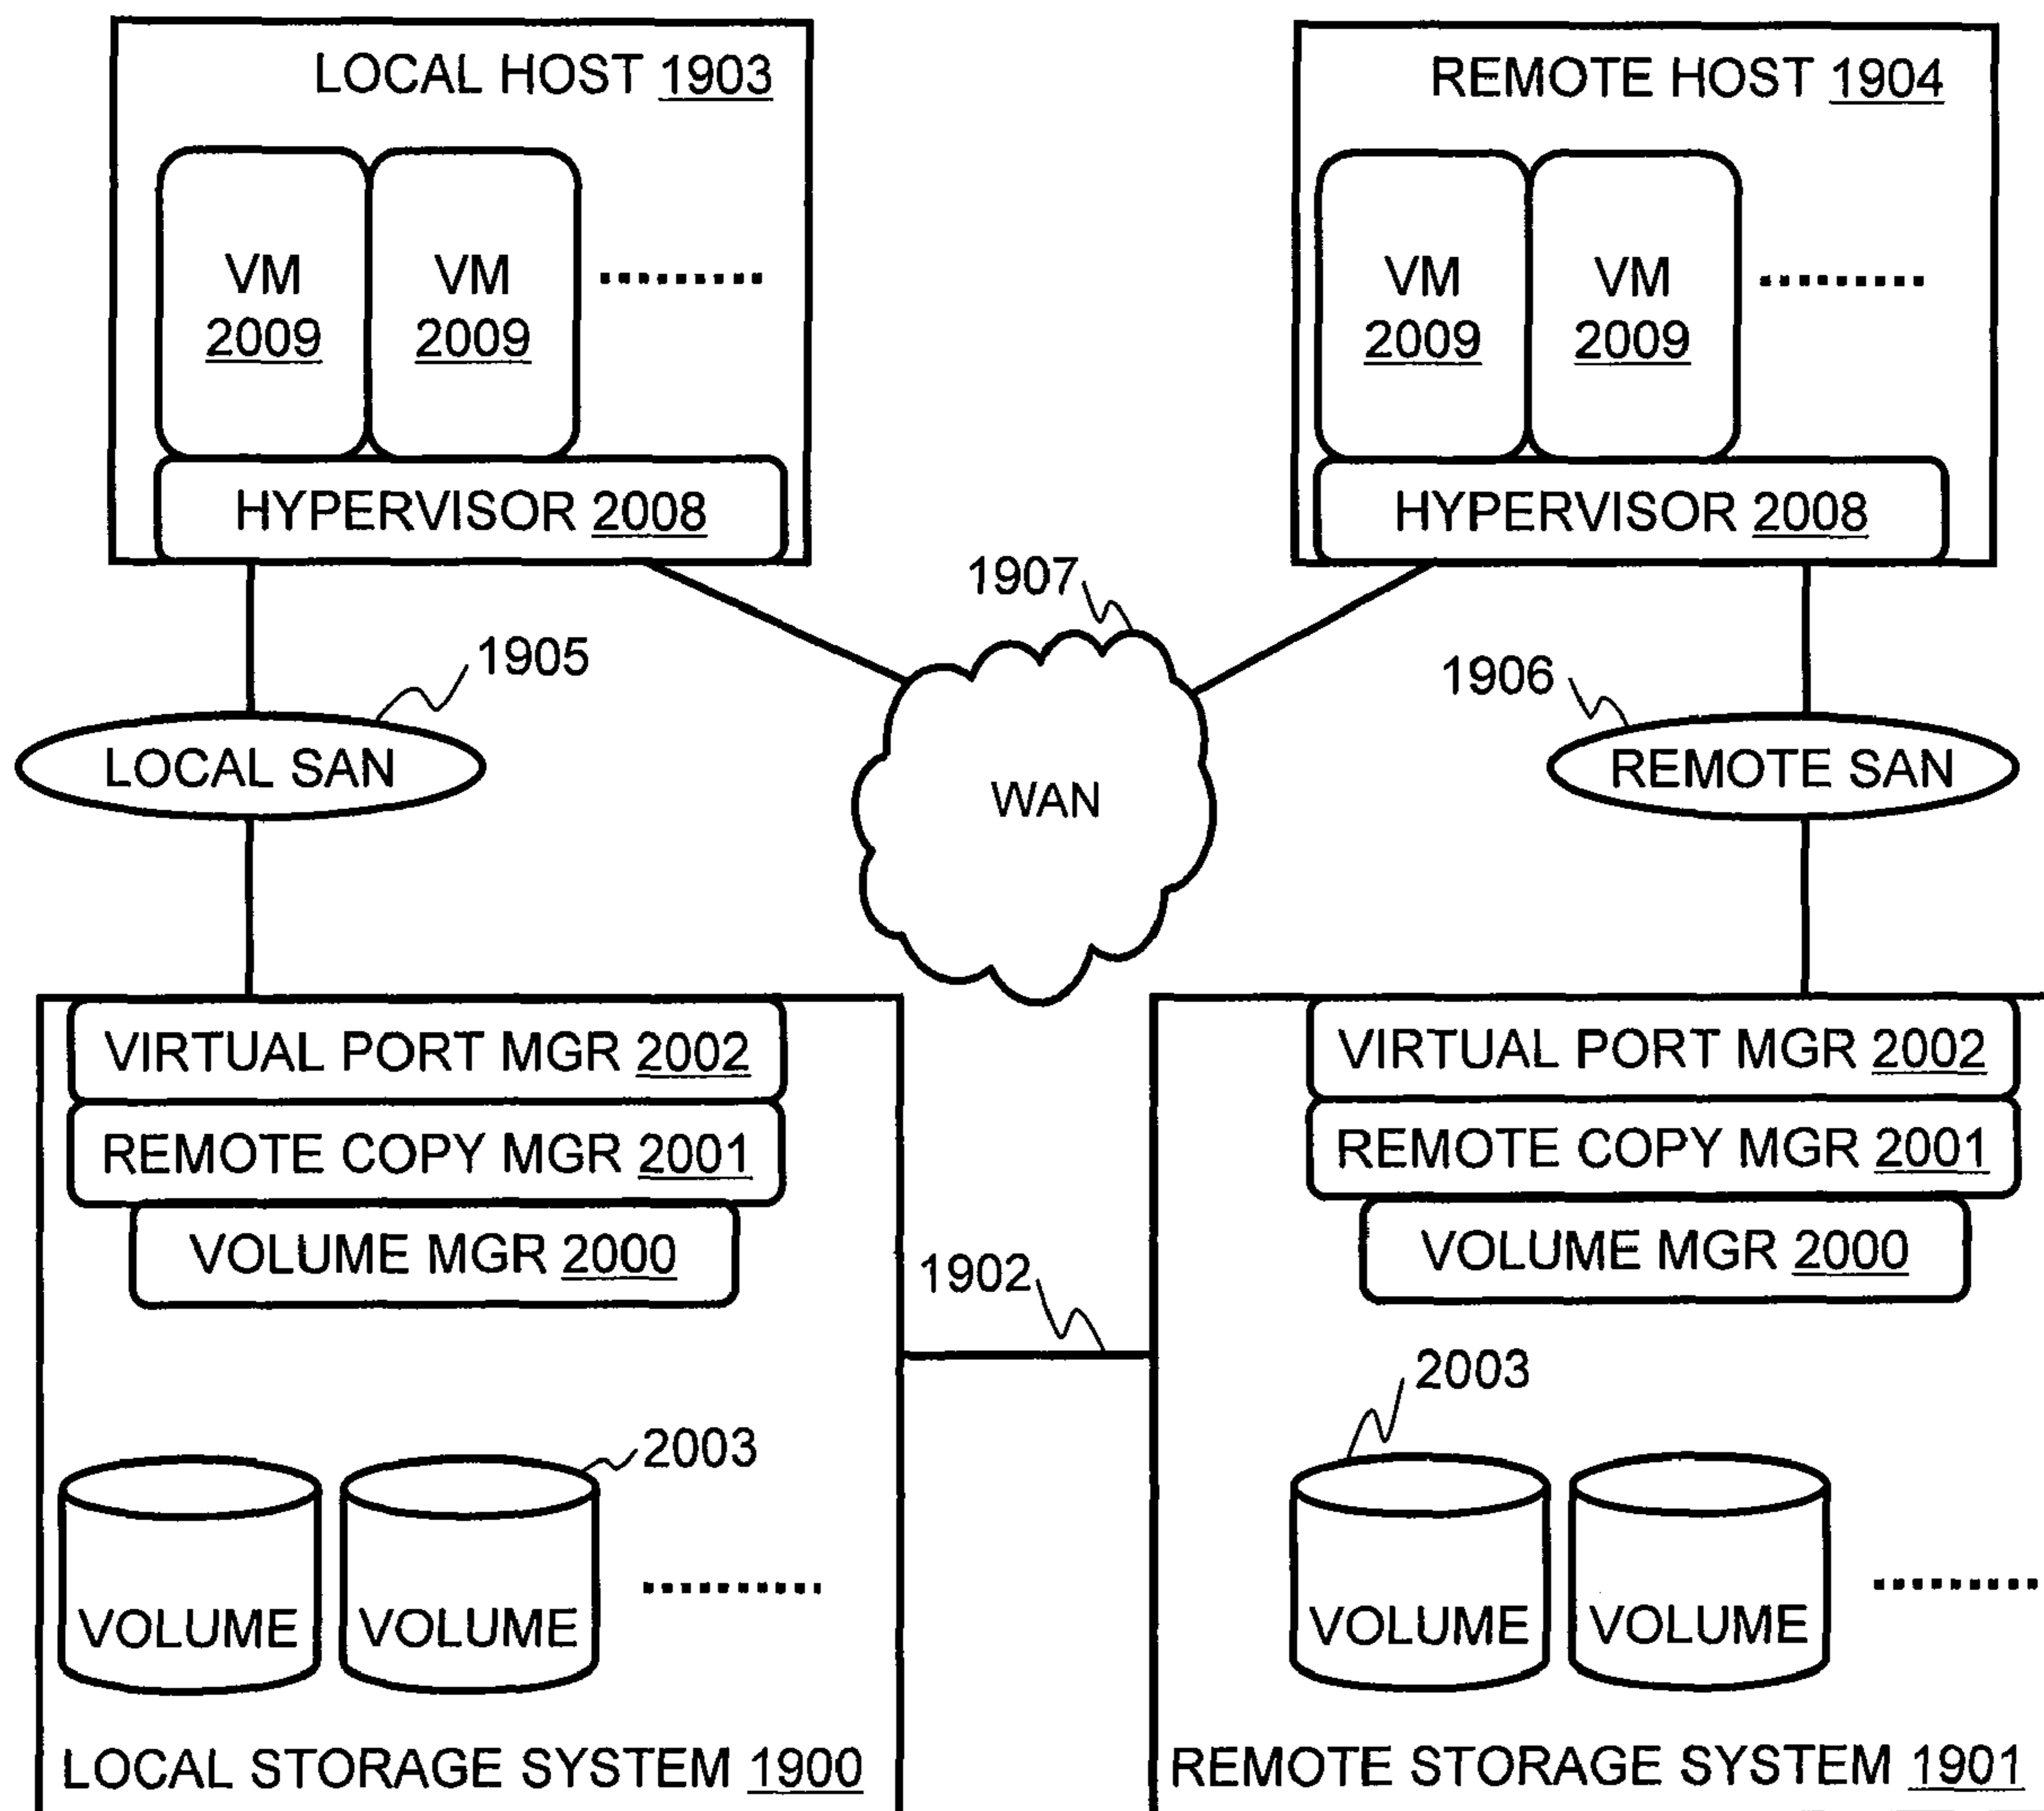 LOCAL HOST 1903
VM
2009
VM
2009
HYPERVISOR 2008
REMOTE HOST 1904
VM
2009
VM
2009
HYPERVISOR 2008
1907
1905
1906
LOCAL SAN
WAN
REMOTE SAN
VIRTUAL PORT MGR 2002
REMOTE COPY MGR 2001
VOLUME MGR 2000
VIRTUAL PORT MGR 2002
REMOTE COPY MGR 2001
VOLUME MGR 2000
1902
2003
VOLUME
VOLUME
2003
VOLUME
VOLUME
LOCAL STORAGE SYSTEM 1900
REMOTE STORAGE SYSTEM 1901